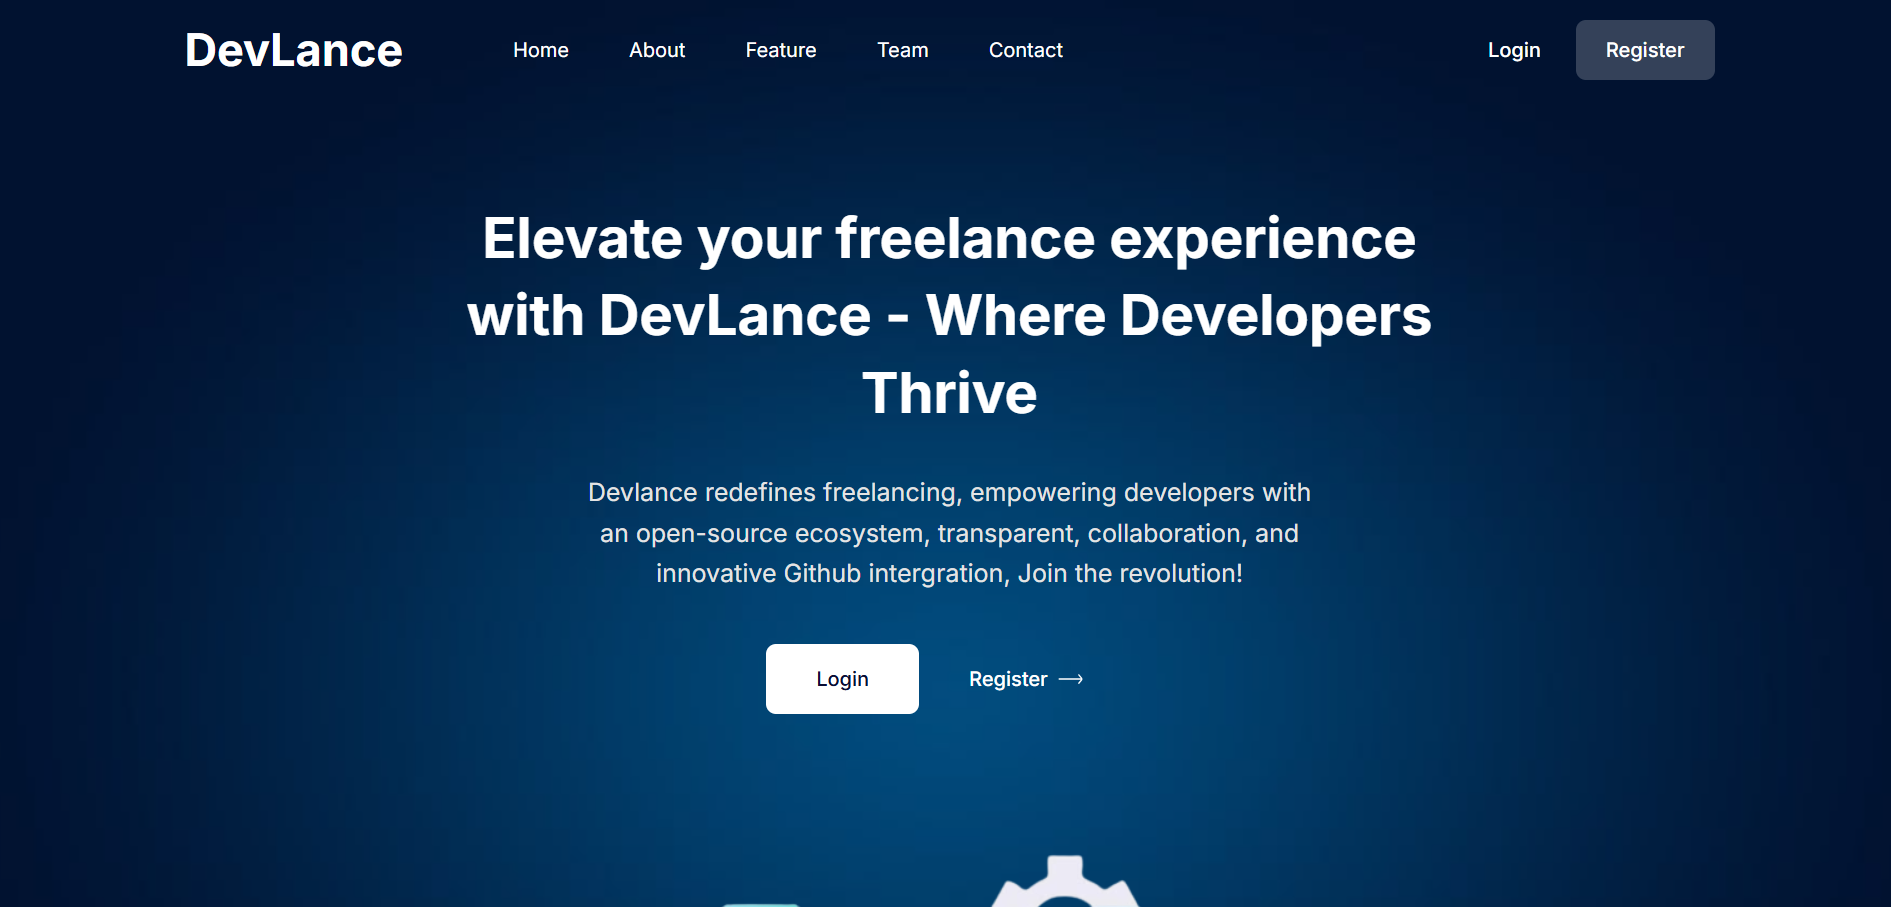 DevLance
Home About Feature Team Contact
Login Register
Elevate your freelance experience
with DevLance - Where Developers
Thrive
Devlance redefines freelancing, empowering developers with
an open-source ecosystem, transparent, collaboration, and
innovative Github intergration, Join the revolution!
Login Register